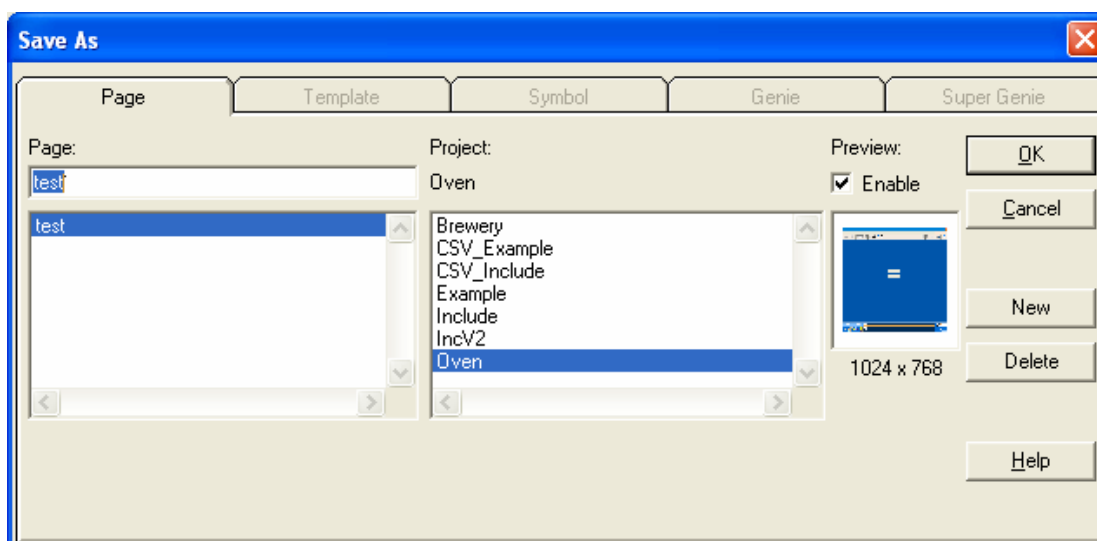 Save As
Page
Template
Symbol
Genie
Super Genie
Page:
test
test
Project:
Oven
Brewery
CSV_Example
CSV_Include
Example
Include
IncV2
Oven
Preview:
Enable
1024 x 768
OK
Cancel
New
Delete
Help